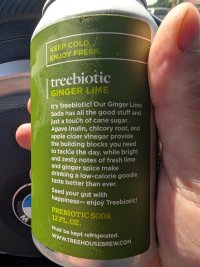 KEEP COLD.
ENJOY FRESH.
treebiotic
GINGER LIME
It's Treebiotic! Our Ginger Lime
Soda has all the good stuff and
just a touch of cane sugar.
Agave inulin, chicory root, and
apple cider vinegar provide
the building blocks you need
to tackle the day, while bright
and zesty notes of fresh lime
and ginger spice make
drinking a low-calorie goodie
taste better than ever.
Seed your gut with
happiness—enjoy Treebiotic!
PREBIOTIC SODA
12 FL. OZ.
Must be kept refrigerated.
WWW.TREEHOUSEBREW.COM